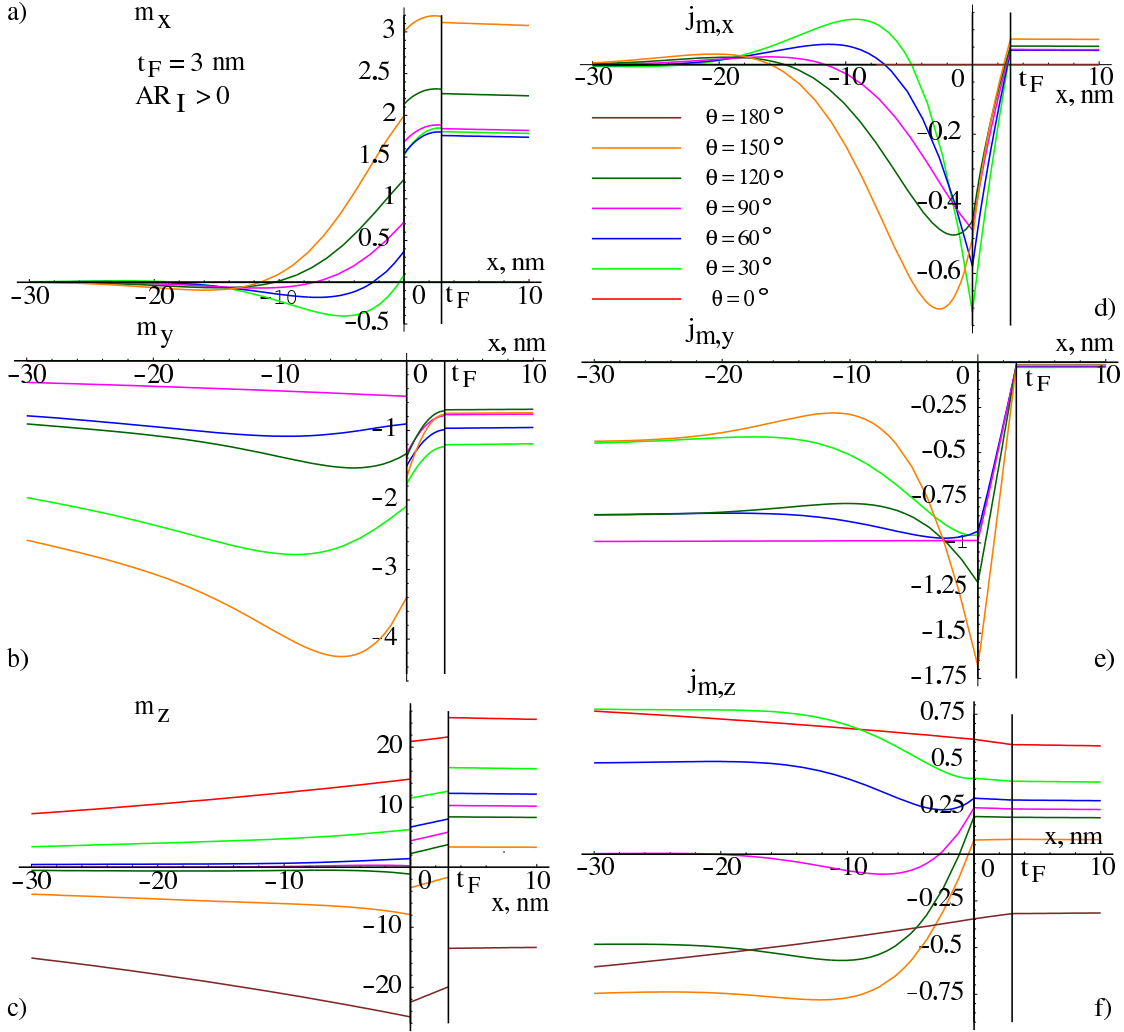 a)
m x
t F = 3 nm
AR I > 0
3
2.5
2
1.5
1
0.5
x, nm
-30
-20
-10
0
t F
10
-0.5
m y
x, nm
-30
-20
-10
0
t F
10
-1
-2
-3
-4
b)
m z
20
10
-30
-20
-10
0
t F
10
x, nm
-10
-20
c)
j m,x
-30
-20
-10
0
t F
10
x, nm
-0.2
-0.4
-0.6
θ = 180°
θ = 150°
θ = 120°
θ = 90°
θ = 60°
θ = 30°
θ = 0°
d)
j m,y
x, nm
-30
-20
-10
0
t F
10
-0.25
-0.5
-0.75
-1
-1.25
-1.5
-1.75
e)
j m,z
0.75
0.5
0.25
x, nm
-30
-20
-10
0
t F
10
-0.25
-0.5
-0.75
f)